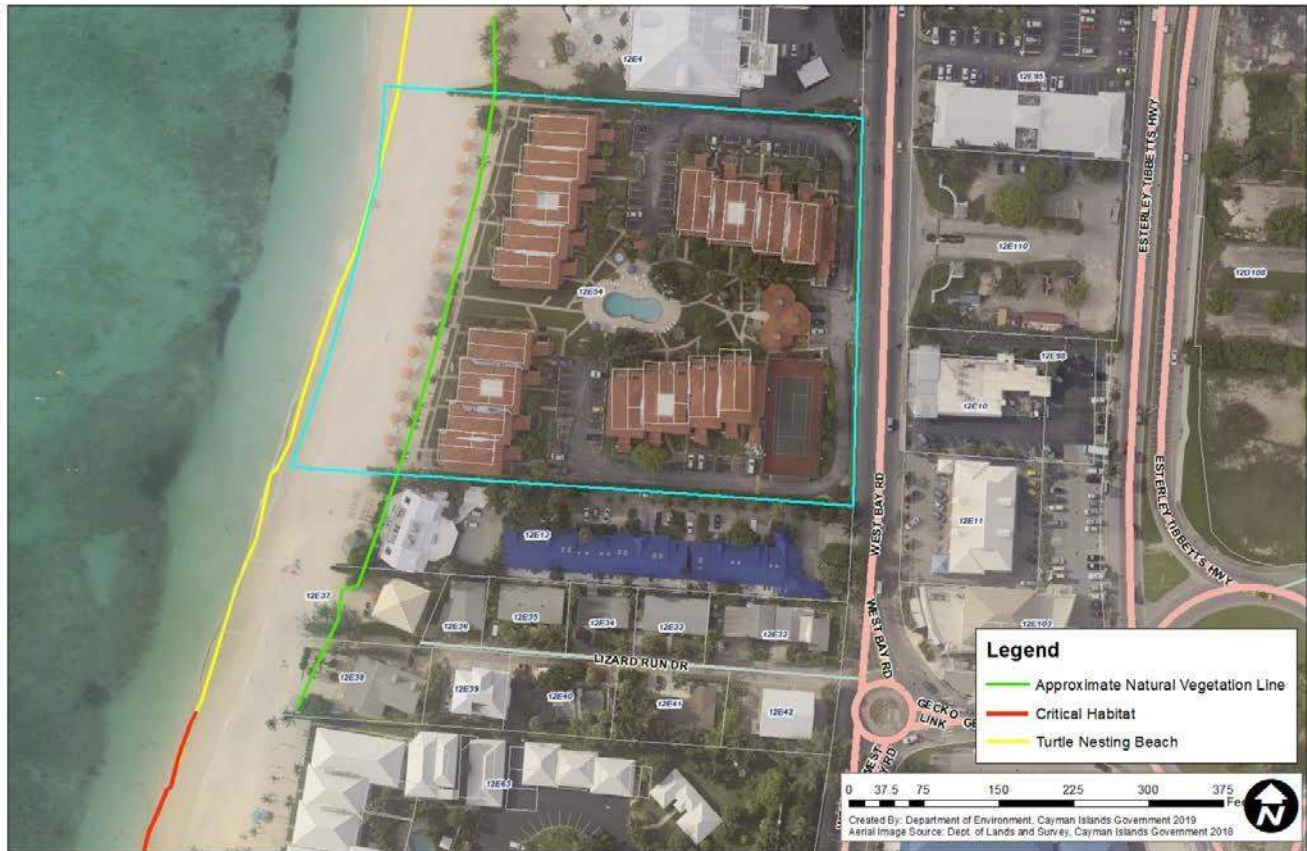 12E4
12E95
ESTERLEY TIBBETTS HWY
12E110
12D108
12E54
12E98
12E10
WEST BAY RD
12E11
ESTERLEY TIBBETTS HWY
12E13
12E37
12E36
12E35
12E34
12E33
12E32
WEST BAY RD
12E103
LIZARD RUN DR
12E38
12E39
12E40
12E41
12E42
GECKO
LINK
12E63
Legend
Approximate Natural Vegetation Line
Critical Habitat
Turtle Nesting Beach
0 37.5 75 150 225 300 375
Created By: Department of Environment, Cayman Islands Government 2019
Aerial Image Source: Dept. of Lands and Survey, Cayman Islands Government 2018
N